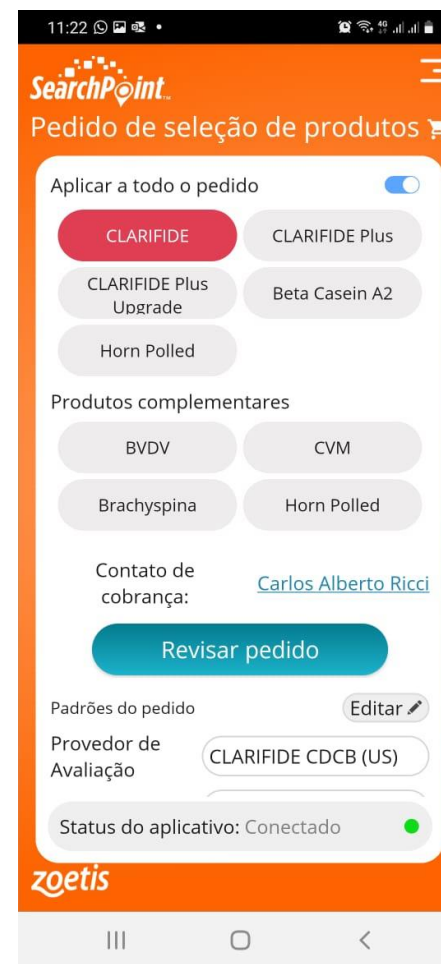 11:22
4G
SearchPoint
Pedido de seleção de produtos
Aplicar a todo o pedido
CLARIFIDE
CLARIFIDE Plus
CLARIFIDE Plus
Upgrade
Beta Casein A2
Horn Polled
Produtos complementares
BVDV
CVM
Brachyspina
Horn Polled
Contato de
cobrança:
Carlos Alberto Ricci
Revisar pedido
Padrões do pedido
Editar
Provedor de
Avaliação
CLARIFIDE CDCB (US)
Status do aplicativo: Conectado
zoetis